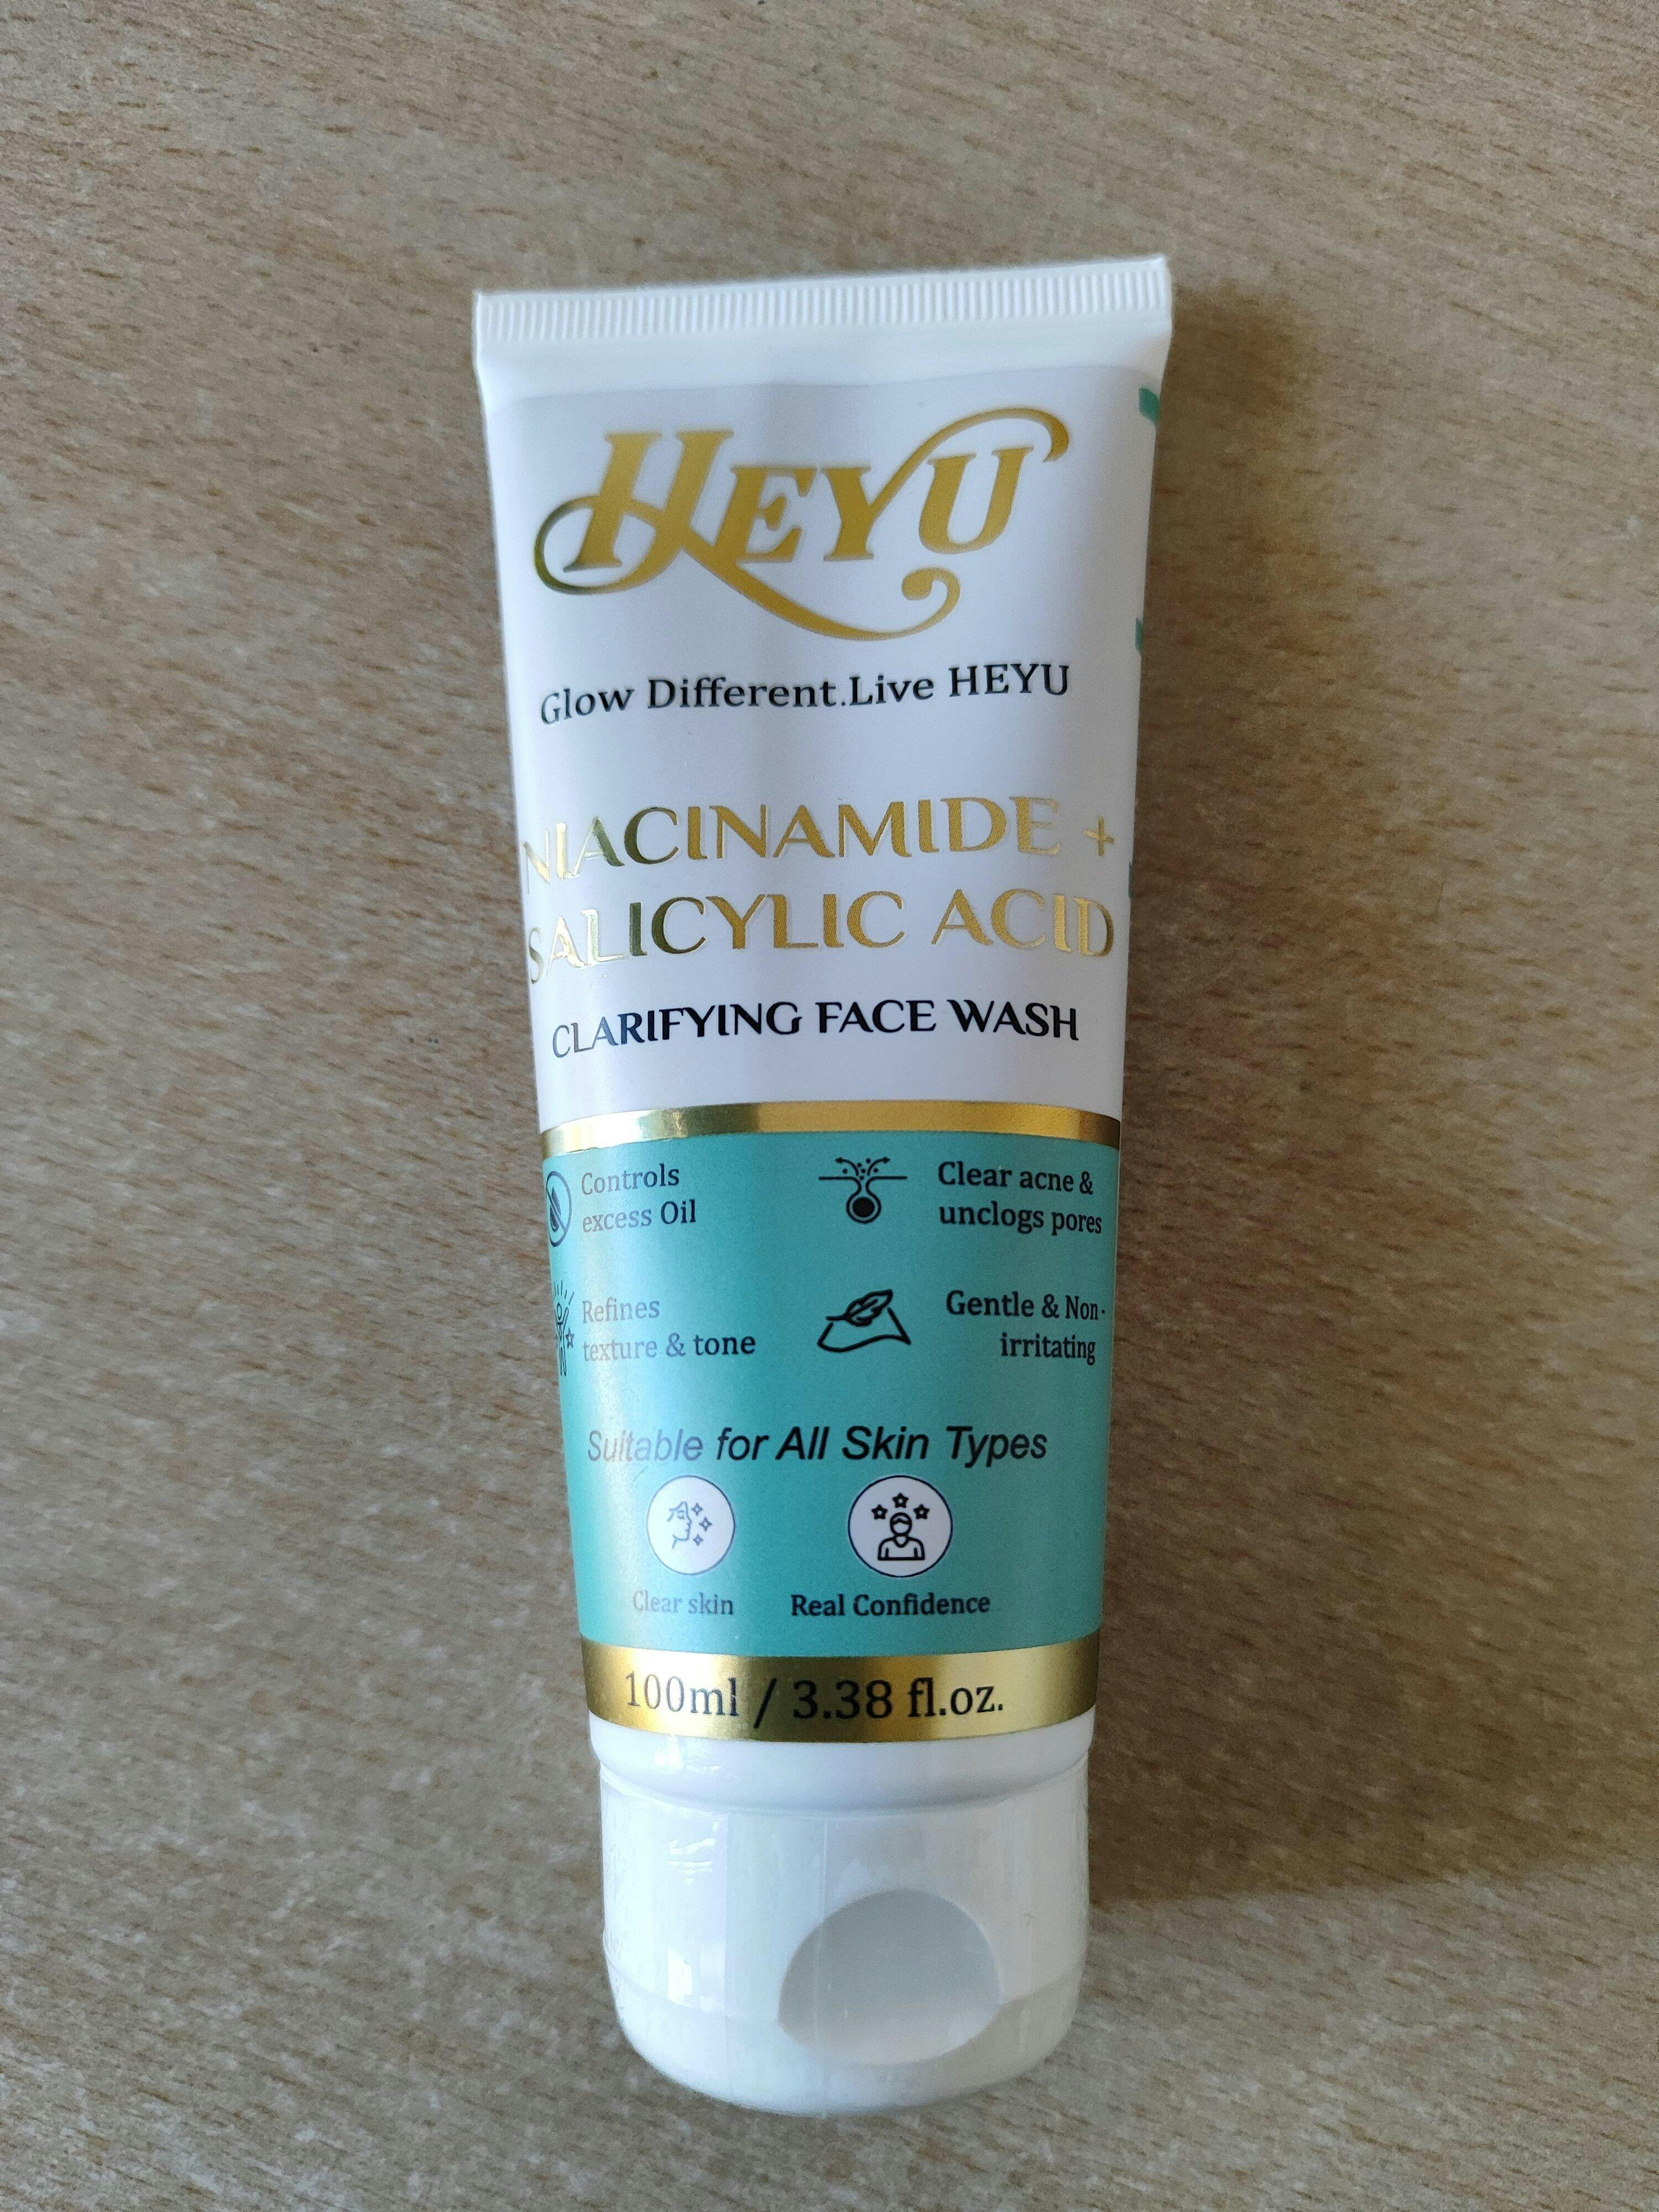 HEYU
Glow Different.Live HEYU
NIACINAMIDE +
SALICYLIC ACID
CLARIFYING FACE WASH
Controls
excess Oil
Clear acne &
unclogs pores
Refines
texture & tone
Gentle & Non-
irritating
Suitable for All Skin Types
Clear skin
Real Confidence
100ml / 3.38 fl.oz.